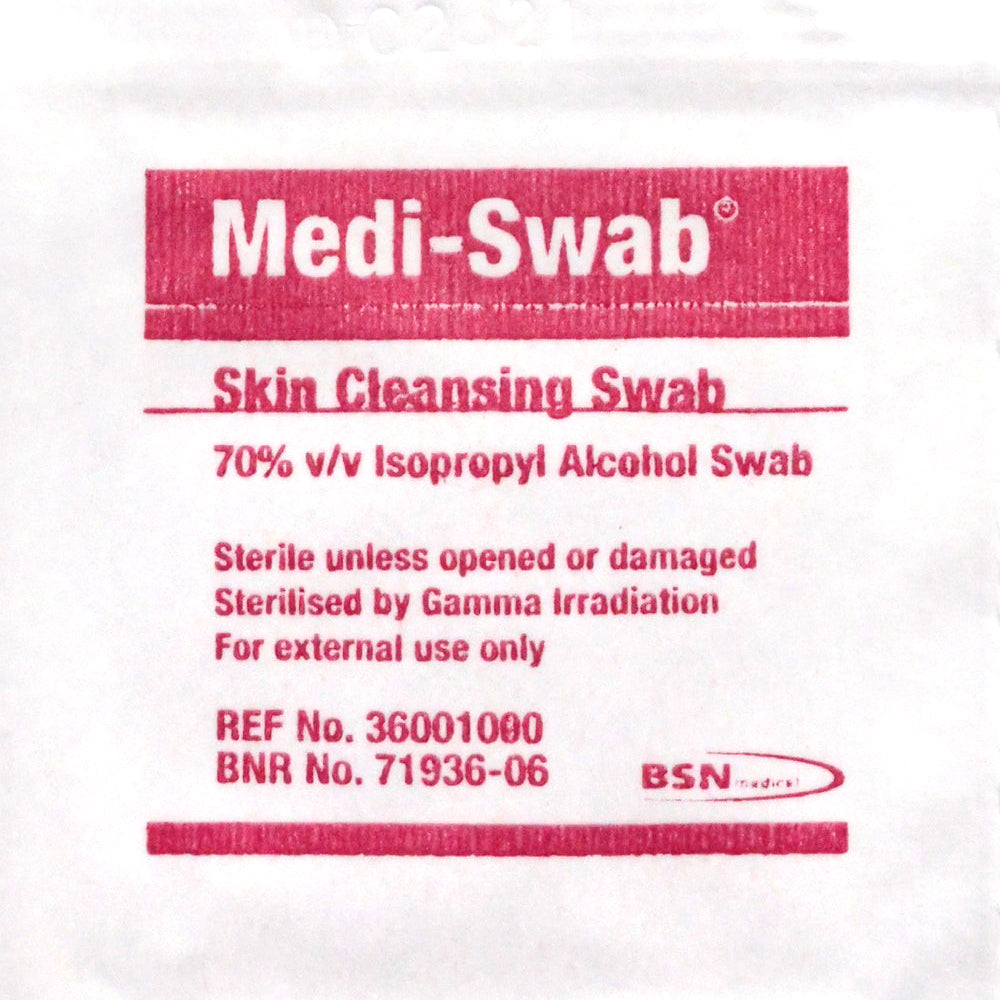 Medi-Swab®
Skin Cleansing Swab
70% v/v Isopropyl Alcohol Swab
Sterile unless opened or damaged
Sterilised by Gamma Irradiation
For external use only
REF No. 36001000
BNR No. 71936-06
BSN medical